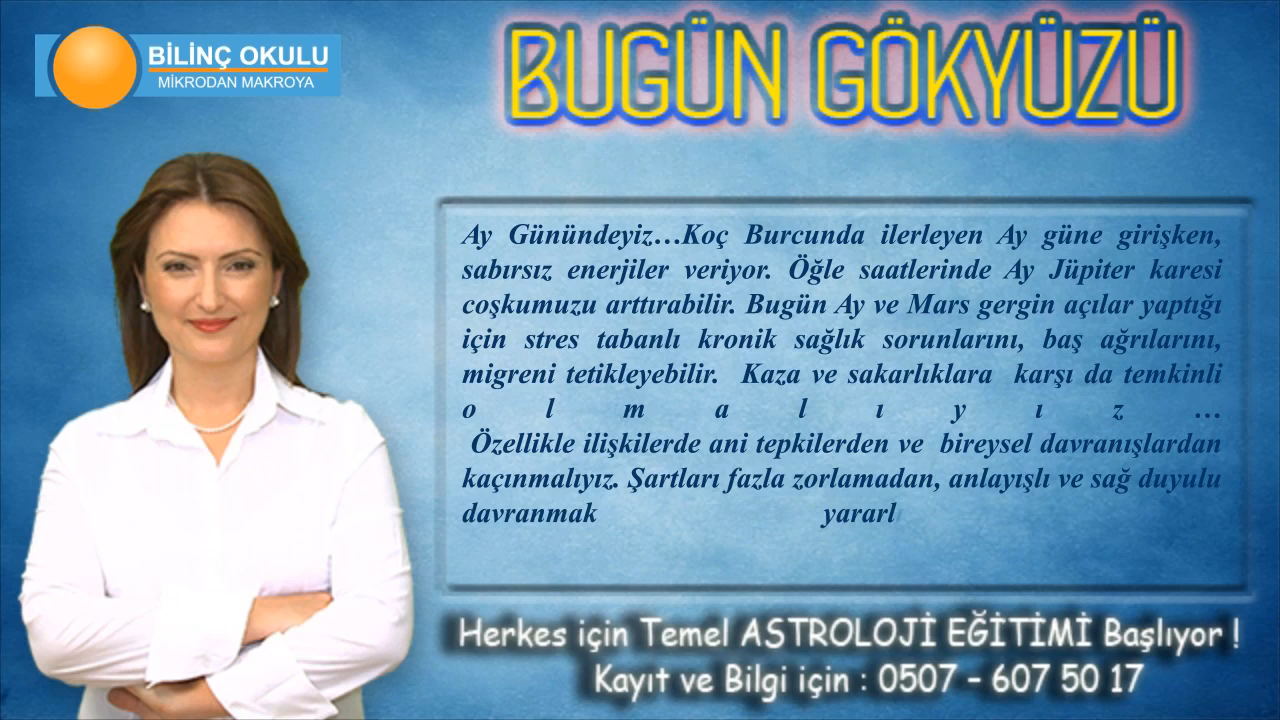 BİLİNÇ OKULU
MİKRODAN MAKROYA
BUGÜN GÖKYÜZÜ
Ay Günündeyiz…Koç Burcunda ilerleyen Ay güne girişken,
sabırsız enerjiler veriyor. Öğle saatlerinde Ay Jüpiter karesi
coşkumuzu arttırabilir. Bugün Ay ve Mars gergin açılar yaptığı
için stres tabanlı kronik sağlık sorunlarını, baş ağrılarını,
migreni tetikleyebilir. Kaza ve sakarlıklara karşı da temkinli
o l m a l ı y ı z …
Özellikle ilişkilerde ani tepkilerden ve bireysel davranışlardan
kaçınmalıyız. Şartları fazla zorlamadan, anlayışlı ve sağ duyulu
davranmak yararl
Herkes için Temel ASTROLOJİ EĞİTİMİ Başlıyor !
Kayıt ve Bilgi için : 0507 – 607 50 17